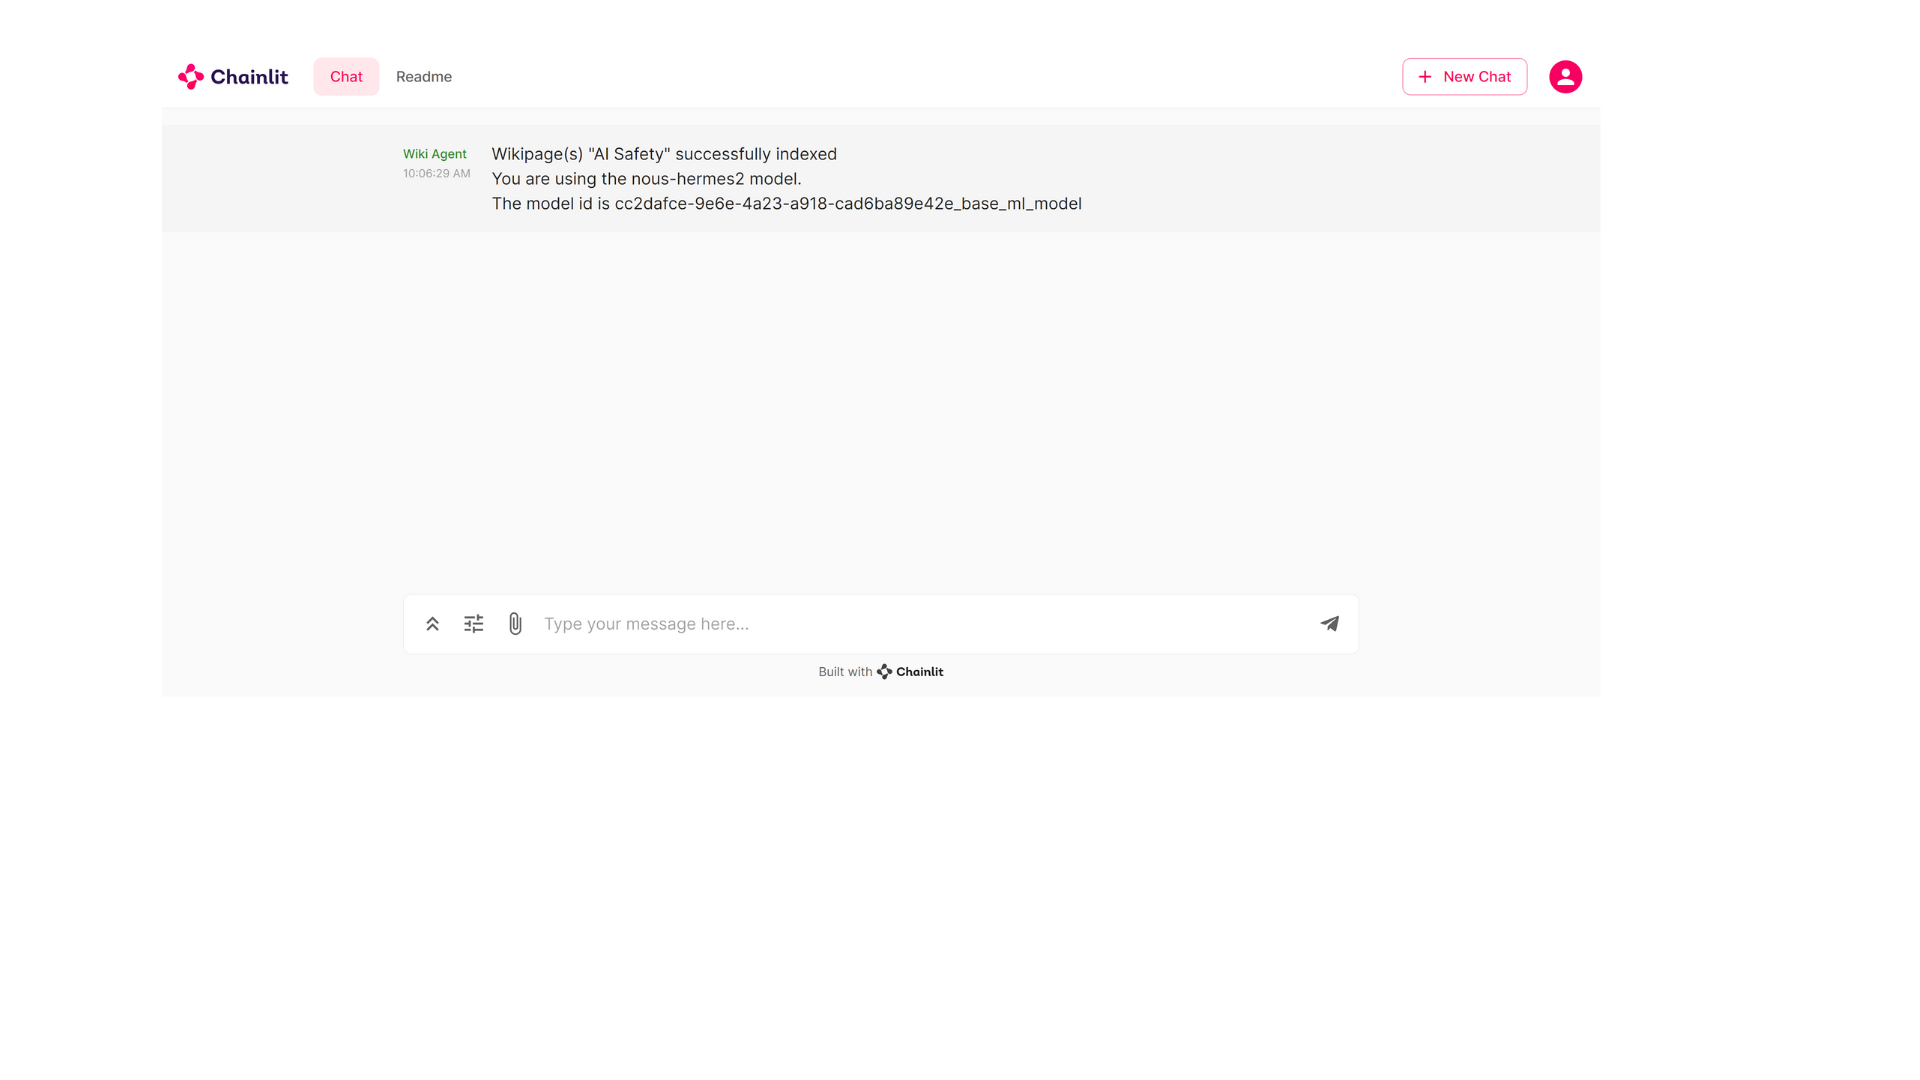 Chainlit Chat Readme + New Chat
Wiki Agent Wikipage(s) "AI Safety" successfully indexed
10:06:29 AM You are using the nous-hermes2 model.
The model id is cc2dafce-9e6e-4a23-a918-cad6ba89e42e_base_ml_model
Type your message here...
Built with Chainlit